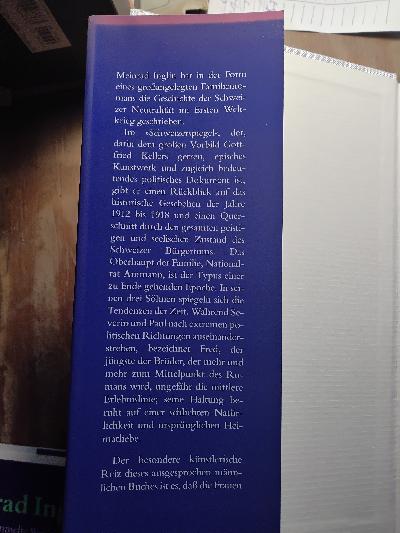 Meinrad Inglin hat in der Form
eines großangelegten Familienro-
mans die Geschichte der Schwei-
zer Neutralität im Ersten Welt-
krieg geschrieben.
Im «Schweizerspiegel», der,
darin dem großen Vorbild Gott-
fried Kellers getreu, episches
Kunstwerk und zugleich bedeu-
tendes politisches Dokument ist,
gibt er einen Rückblick auf das
historische Geschehen der Jahre
1912 bis 1918 und einen Quer-
schnitt durch den gesamten geisti-
gen und seelischen Zustand des
Schweizer Bürgertums. Das
Oberhaupt der Familie, National-
rat Ammann, ist der Typus einer
zu Ende gehenden Epoche. In sei-
nen drei Söhnen spiegeln sich die
Tendenzen der Zeit. Während Se-
verin und Paul nach extremen po-
litischen Richtungen auseinander-
streben, bezeichnet Fred, der
jüngste der Brüder, der mehr und
mehr zum Mittelpunkt des Ro-
mans wird, ungefähr die mittlere
Erlebnislinie; seine Haltung be-
ruht auf einer schlichten Natür-
lichkeit und ursprünglichen Hei-
matliebe.
Der besondere künstlerische
Reiz dieses ausgesprochen männ-
lichen Buches ist es, daß die Frauen
rad In